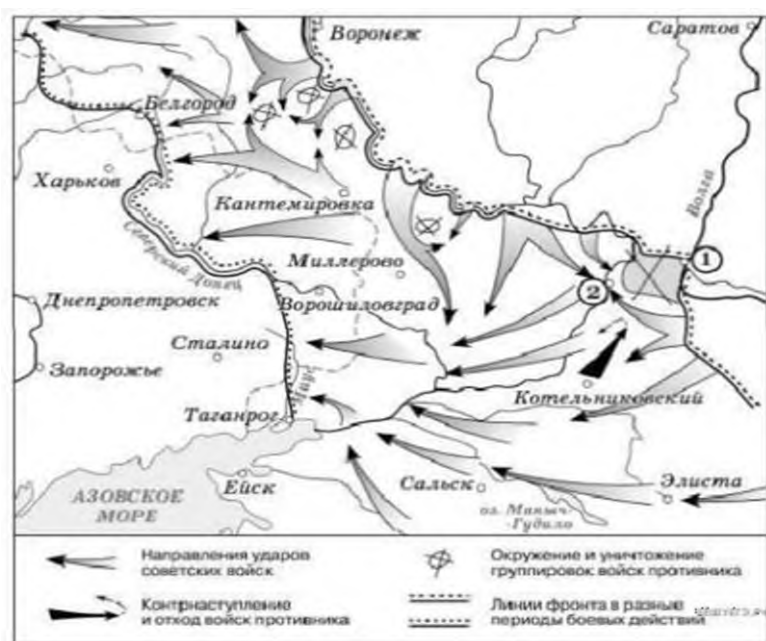 Воронеж
Саратов
Белгород
Харьков
Волга
Кантемировка
Северский Донец
Миллерово
1
2
Днепропетровск
Ворошиловград
Сталино
Запорожье
Миус
Котельниковский
Таганрог
АЗОВСКОЕ
МОРЕ
Ейск
Сальск
Элиста
оз. Маныч-
Гудило
Направления ударов
советских войск
Окружение и уничтожение
группировок войск противника
Контрнаступление
и отход войск противника
Линии фронта в разные
периоды боевых действий